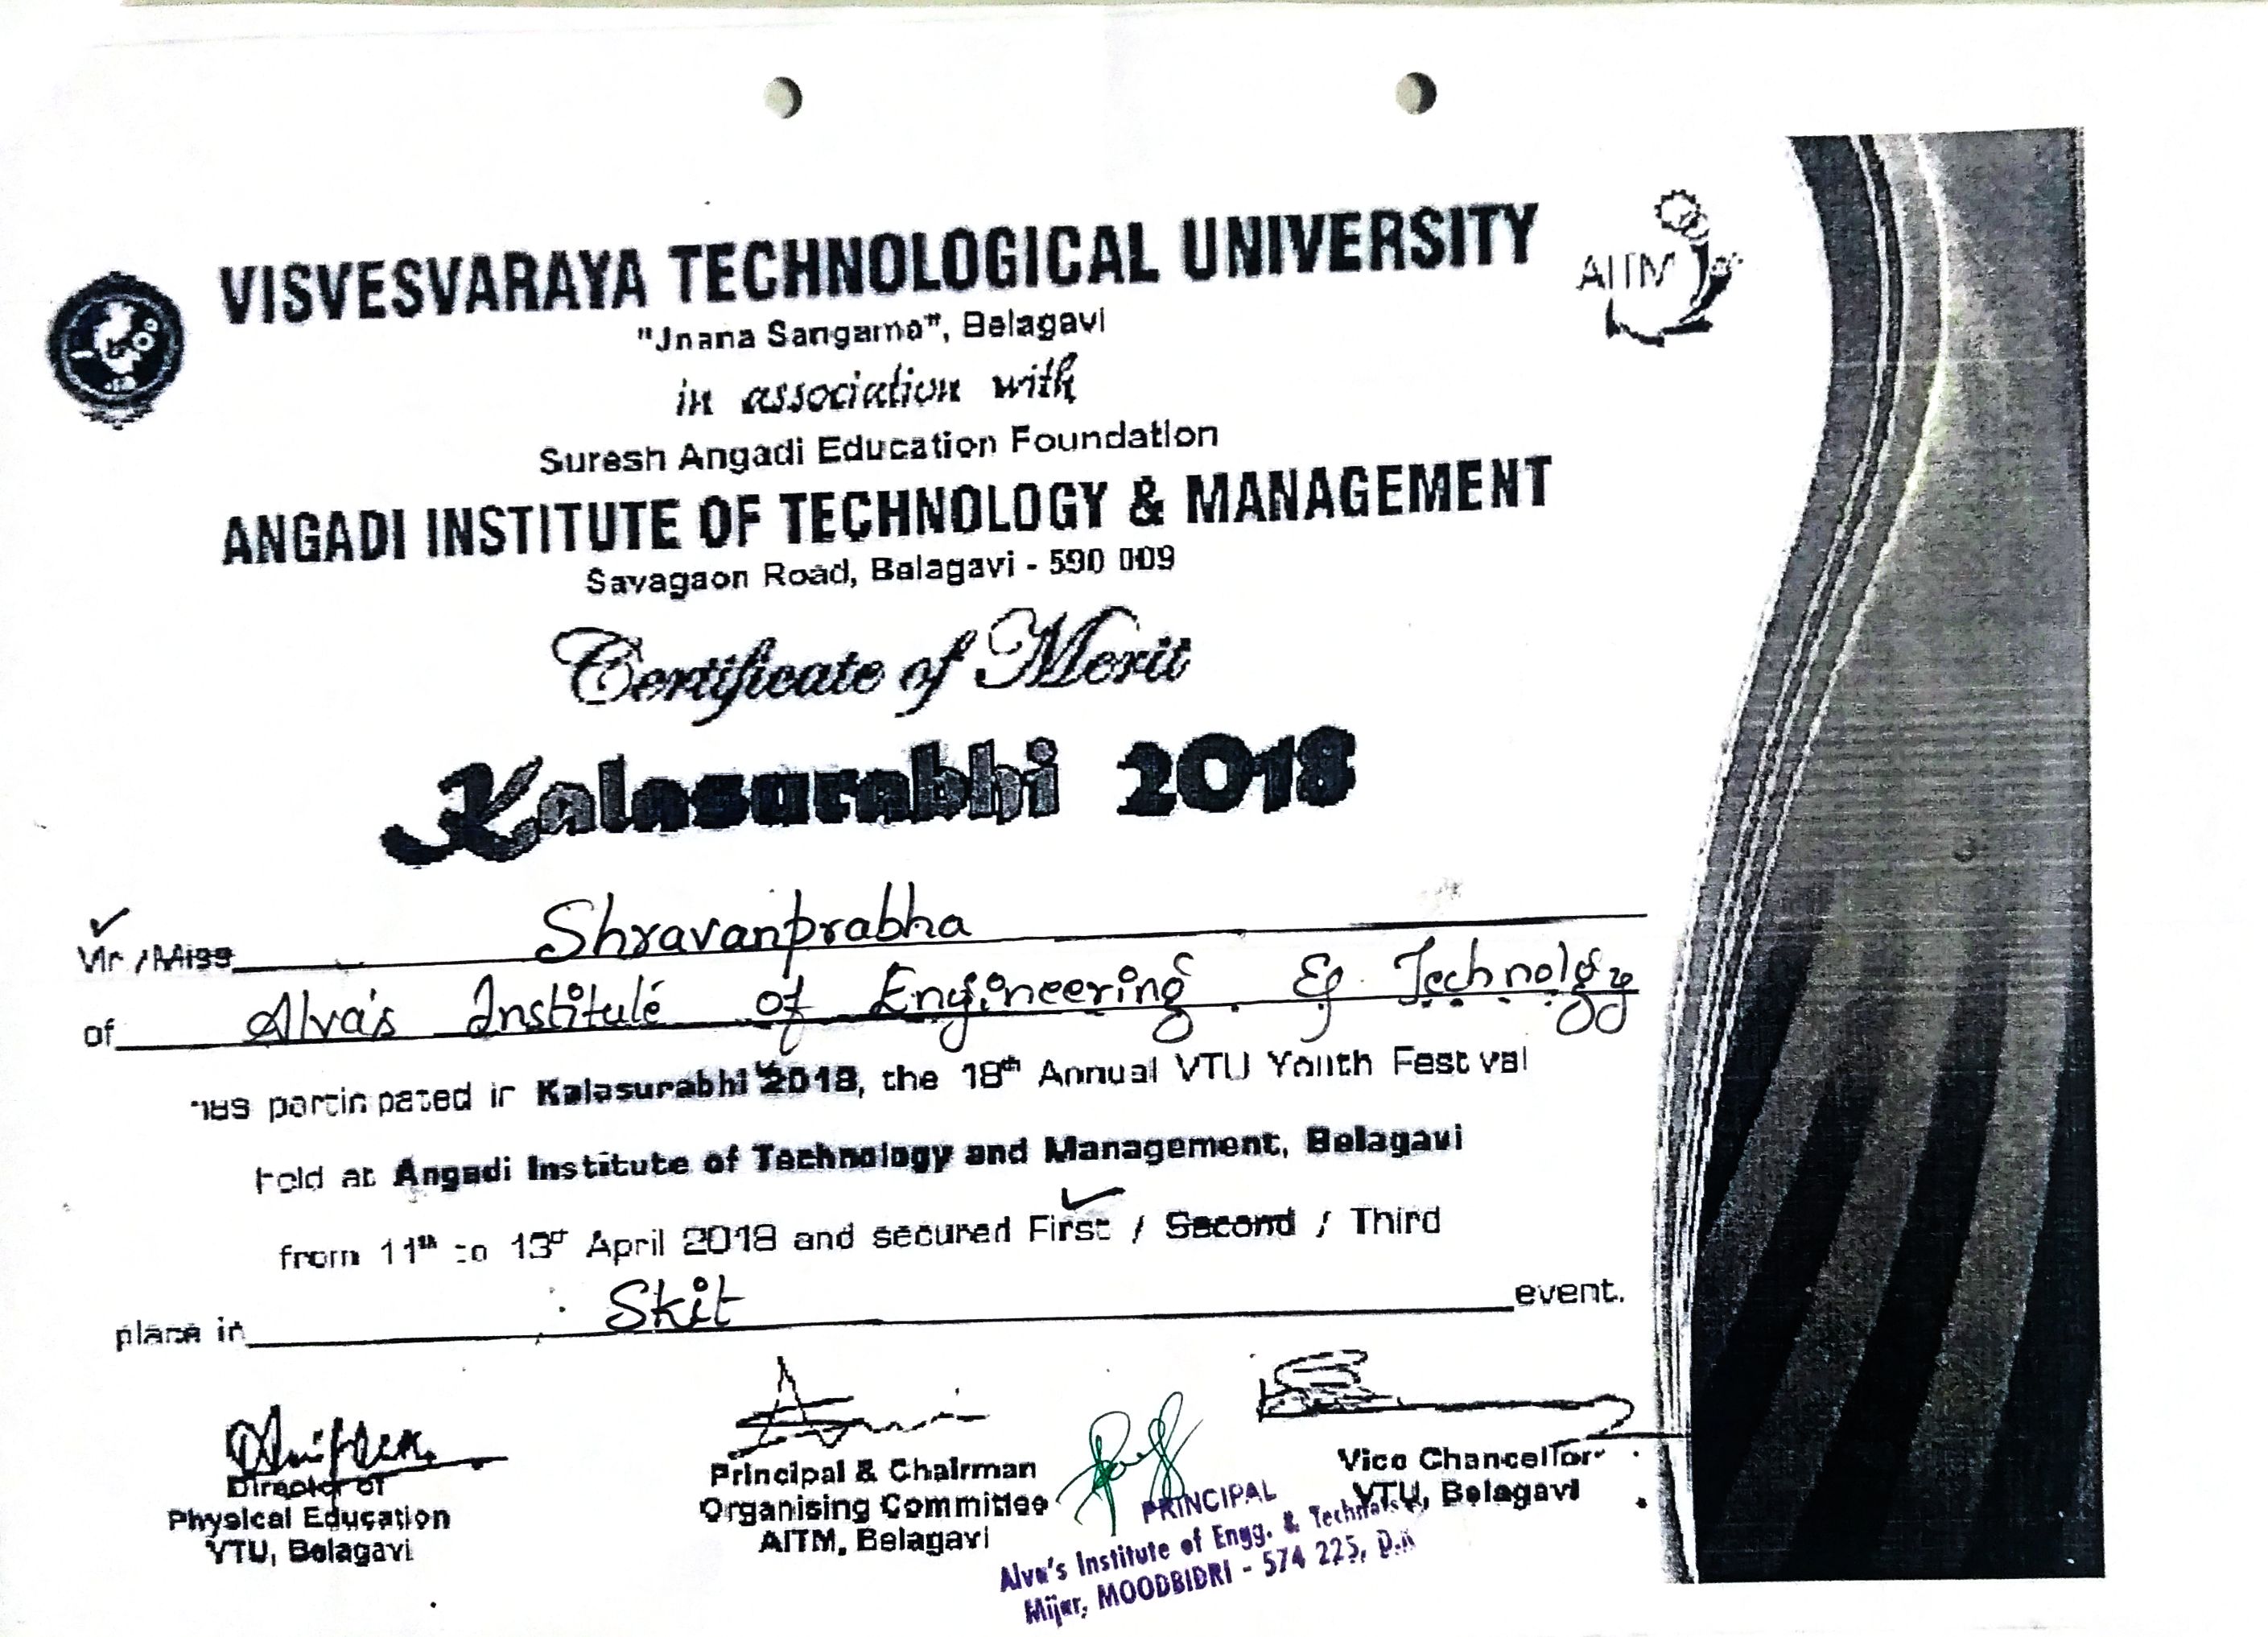 VISVESVARAYA TECHNOLOGICAL UNIVERSITY
"Jnana Sangama", Belagavi
AITM
in association with
Suresh Angadi Education Foundation
ANGADI INSTITUTE OF TECHNOLOGY & MANAGEMENT
Savagaon Road, Belagavi - 590 009
Certificate of Merit
Kalasurabhi 2018
Mr / Miss Shravanprabha
of Alva's Institute of Engineering & Technolgy
has participated in Kalasurabhi 2018, the 18th Annual VTU Youth Festival
held at Angadi Institute of Technology and Management, Belagavi
from 11th to 13th April 2018 and secured First / Second / Third
place in Skit event.
Director of
Physical Education
VTU, Belagavi
Principal & Chairman
Organising Committee
AITM, Belagavi
Vice Chancellor
VTU, Belagavi
PRINCIPAL
Alva's Institute of Engg. & Technology,
Mijar, MOODBIDRI - 574 225, D.K